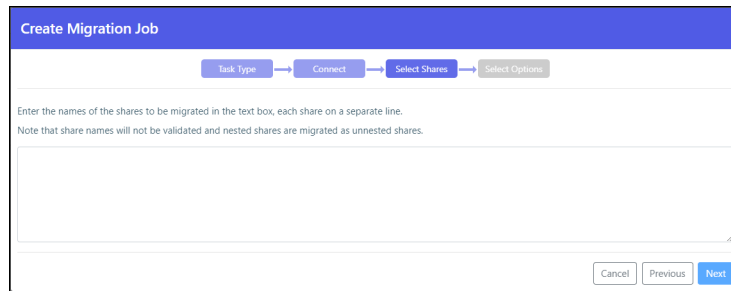 Create Migration Job
Task Type Connect Select Shares Select Options
Enter the names of the shares to be migrated in the text box, each share on a separate line.
Note that share names will not be validated and nested shares are migrated as unnested shares.
Cancel Previous Next